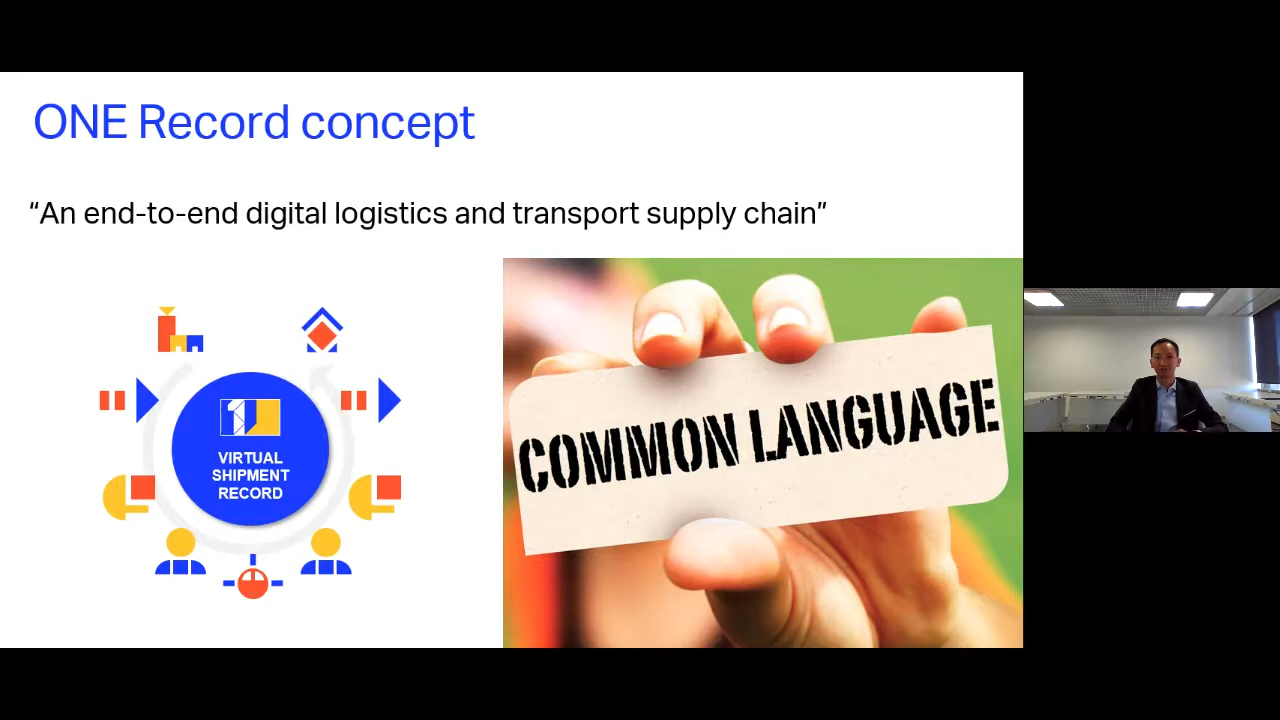 ONE Record concept
“An end-to-end digital logistics and transport supply chain”
VIRTUAL
SHIPMENT
RECORD
COMMON LANGUAGE